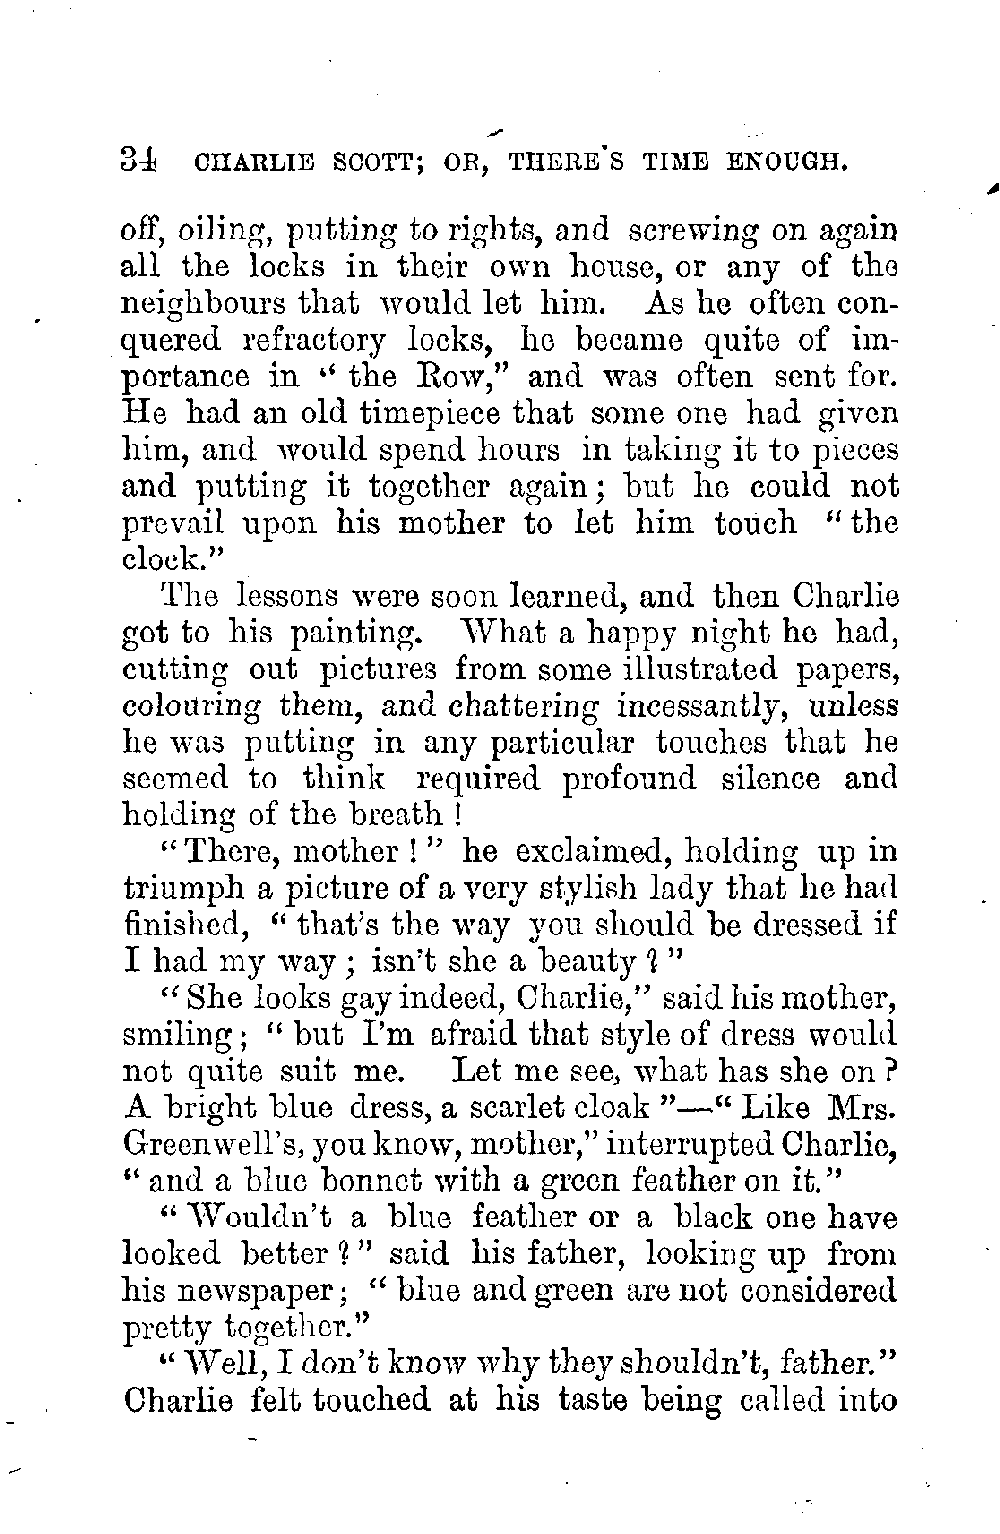 34 CHARLIE SCOTT; OR, THERE'S TIME ENOUGH.
off, oiling, putting to rights, and screwing on again
all the locks in their own house, or any of the
neighbours that would let him. As he often con-
quered refractory locks, he became quite of im-
portance in “ the Row,” and was often sent for.
He had an old timepiece that some one had given
him, and would spend hours in taking it to pieces
and putting it together again; but he could not
prevail upon his mother to let him touch “ the
clock.”
The lessons were soon learned, and then Charlie
got to his painting. What a happy night he had,
cutting out pictures from some illustrated papers,
colouring them, and chattering incessantly, unless
he was putting in any particular touches that he
seemed to think required profound silence and
holding of the breath !
“ There, mother ! ” he exclaimed, holding up in
triumph a picture of a very stylish lady that he had
finished, “ that's the way you should be dressed if
I had my way ; isn't she a beauty ? ”
“ She looks gay indeed, Charlie,” said his mother,
smiling ; “ but I'm afraid that style of dress would
not quite suit me. Let me see, what has she on ?
A bright blue dress, a scarlet cloak ”—“ Like Mrs.
Greenwell's, you know, mother,” interrupted Charlie,
“ and a blue bonnet with a green feather on it.”
“ Wouldn't a blue feather or a black one have
looked better ? ” said his father, looking up from
his newspaper ; “ blue and green are not considered
pretty together.”
“ Well, I don't know why they shouldn't, father.”
Charlie felt touched at his taste being called into